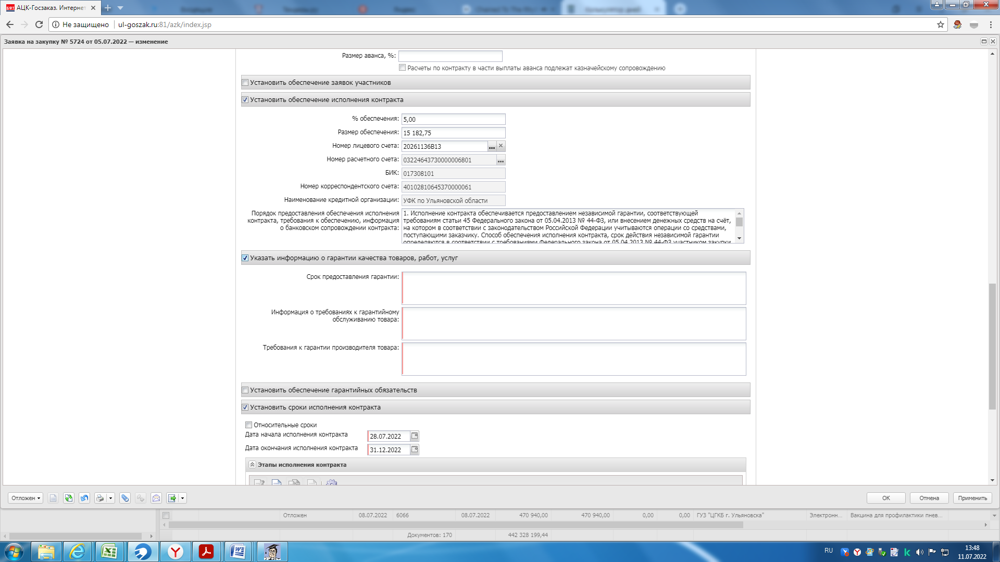 БФТ АЦК-Госзаказ. Интернет
Не защищено ul-goszak.ru:81/azk/index.jsp
Заявка на закупку № 5724 от 05.07.2022 — изменение
Размер аванса, %:
Расчеты по контракту в части выплаты аванса подлежат казначейскому сопровождению
Установить обеспечение заявок участников
Установить обеспечение исполнения контракта
% обеспечения: 5,00
Размер обеспечения: 15 182,75
Номер лицевого счета: 20261136В13
Номер расчетного счета: 03224643730000006801
БИК: 017308101
Номер корреспондентского счета: 40102810645370000061
Наименование кредитной организации: УФК по Ульяновской области
Порядок предоставления обеспечения исполнения
контракта, требования к обеспечению, информация
о банковском сопровождении контракта:
1. Исполнение контракта обеспечивается предоставлением независимой гарантии, соответствующей
требованиям статьи 45 Федерального закона от 05.04.2013 № 44-ФЗ, или внесением денежных средств на счёт,
на котором в соответствии с законодательством Российской Федерации учитываются операции со средствами,
поступающими заказчику. Способ обеспечения исполнения контракта, срок действия независимой гарантии
определяются в соответствии с требованиями Федерального закона от 05.04.2013 № 44-ФЗ участником закупки
Указать информацию о гарантии качества товаров, работ, услуг
Срок предоставления гарантии:
Информация о требованиях к гарантийному
обслуживанию товара:
Требования к гарантии производителя товара:
Установить обеспечение гарантийных обязательств
Установить сроки исполнения контракта
Относительные сроки
Дата начала исполнения контракта 28.07.2022
Дата окончания исполнения контракта 31.12.2022
Этапы исполнения контракта
Отложен
ОК Отмена Применить
Отложен 08.07.2022 6066 08.07.2022 470 940,00 470 940,00 0,00 0,00 ГУЗ "ЦГКБ г. Ульяновска" Электронн... Вакцина для профилактики пнев...
Документов: 170 442 328 199,44
RU
13:48
11.07.2022